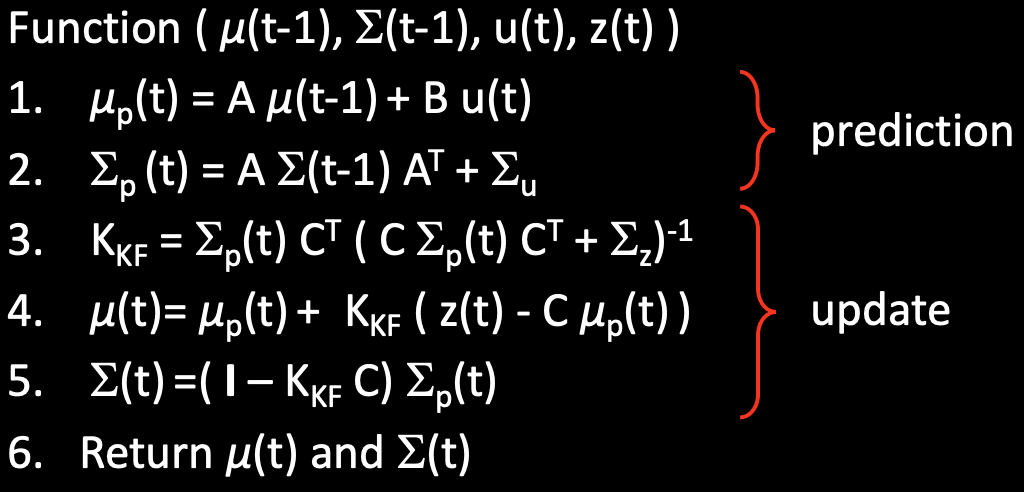 Function ( μ(t-1), Σ(t-1), u(t), z(t) )
1. μp(t) = A μ(t-1) + B u(t)
prediction
2. Σp (t) = A Σ(t-1) Aᵀ + Σu
3. KKF = Σp(t) Cᵀ ( C Σp(t) Cᵀ + Σz)⁻¹
4. μ(t)= μp(t) + KKF ( z(t) - C μp(t) )
update
5. Σ(t) =( I – KKF C) Σp(t)
6. Return μ(t) and Σ(t)